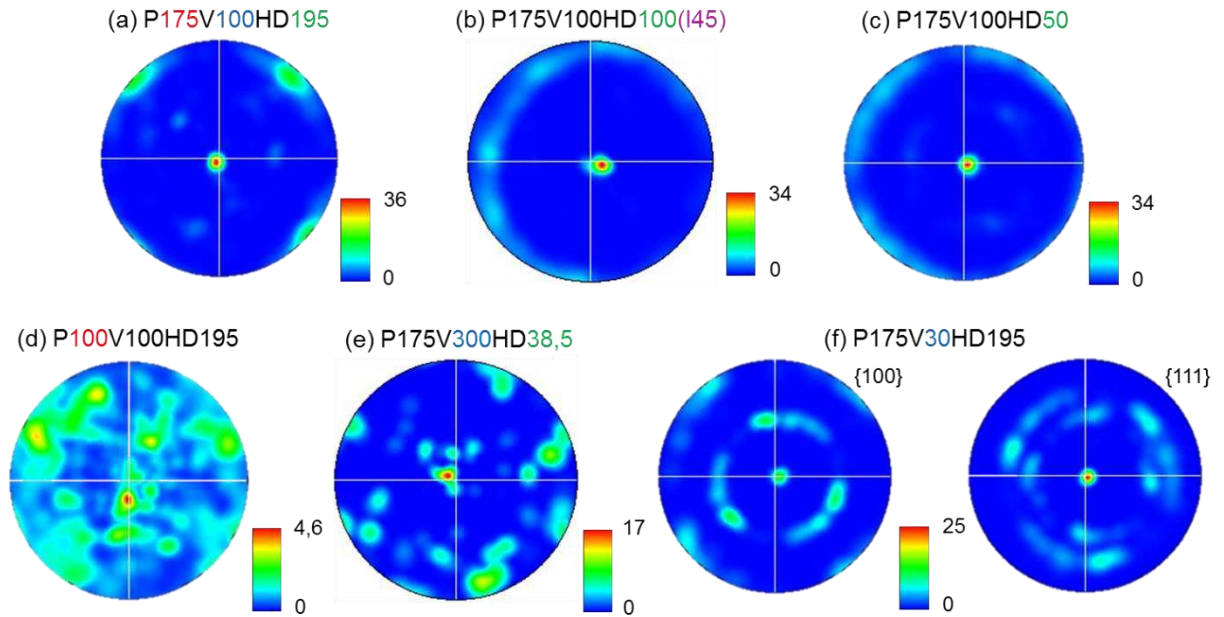 (a) P175V100HD195
(b) P175V100HD100(I45)
(c) P175V100HD50
36
0
34
0
34
0
(d) P100V100HD195
(e) P175V300HD38,5
(f) P175V30HD195
{100}
{111}
4,6
0
17
0
25
0